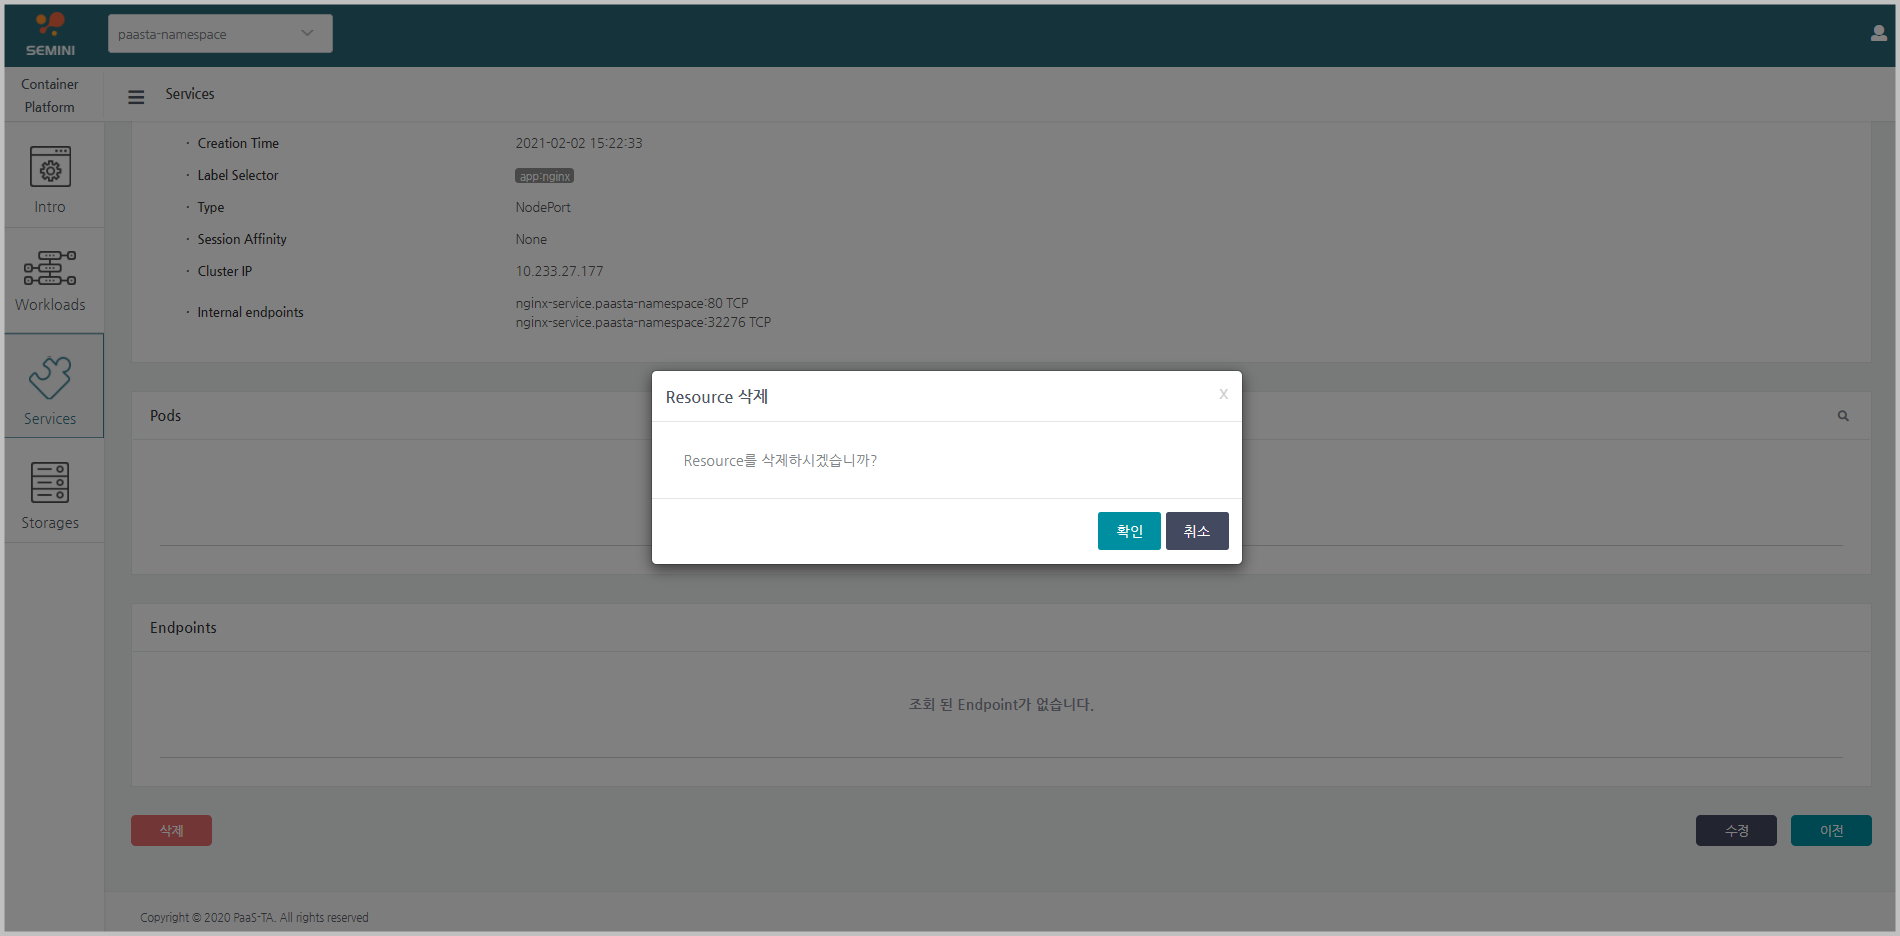 SEMINI
paasta-namespace
Container
Platform
Services
Intro
Workloads
Services
Storages
· Creation Time 2021-02-02 15:22:33
· Label Selector app:nginx
· Type NodePort
· Session Affinity None
· Cluster IP 10.233.27.177
· Internal endpoints nginx-service.paasta-namespace:80 TCP
nginx-service.paasta-namespace:32276 TCP
Pods
Resource 삭제 x
Resource를 삭제하시겠습니까?
확인 취소
Endpoints
조회 된 Endpoint가 없습니다.
삭제 수정 이전
Copyright © 2020 PaaS-TA. All rights reserved